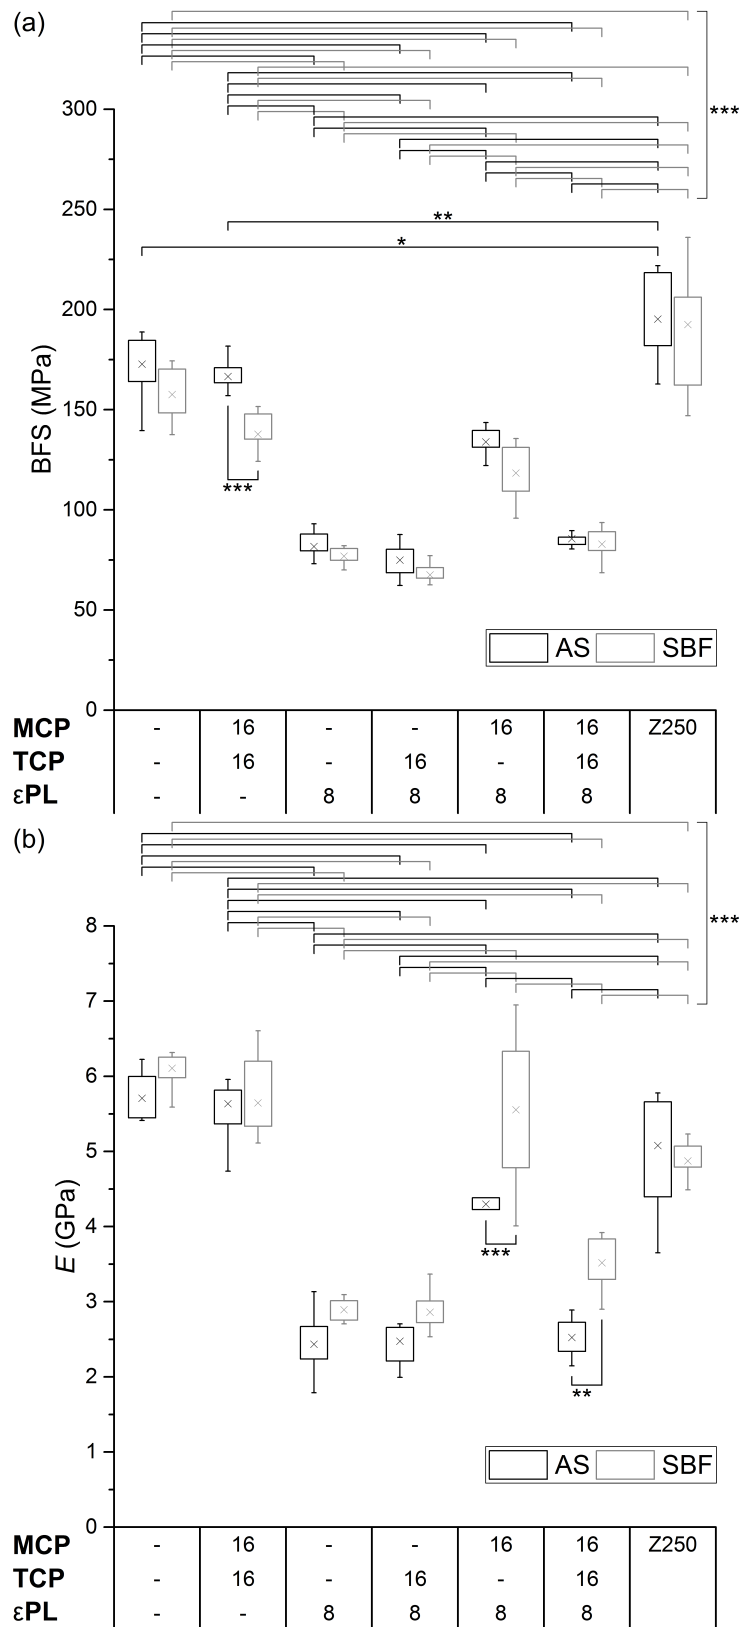 (a)
***
300
250
**
*
200
BFS (MPa)
150
***
100
50
AS SBF
0
MCP - 16 - - 16 16 Z250
TCP - 16 - 16 - 16
εPL - - 8 8 8 8
(b)
***
8
7
6
5
E (GPa)
4
***
3
2
**
1
AS SBF
0
MCP - 16 - - 16 16 Z250
TCP - 16 - 16 - 16
εPL - - 8 8 8 8